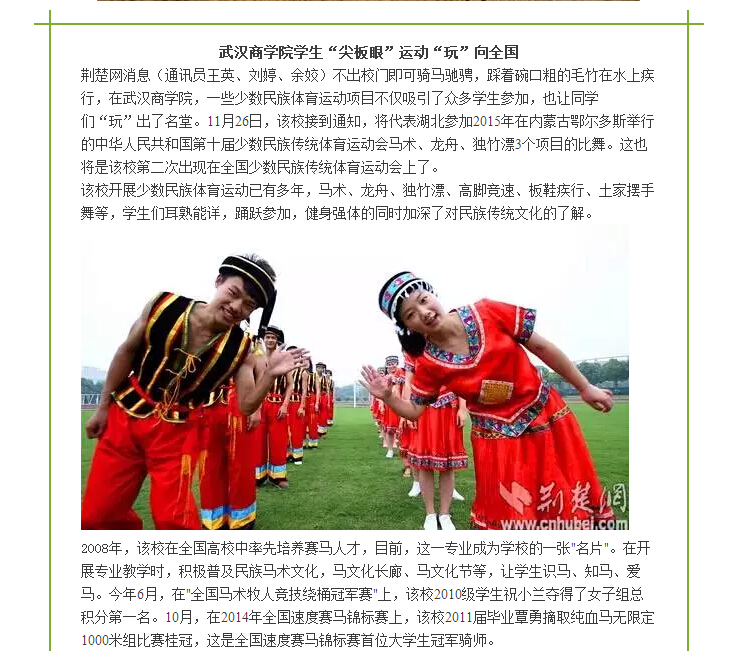 武汉商学院学生“尖板眼”运动“玩”向全国
荆楚网消息（通讯员王英、刘婷、余姣）不出校门即可骑马驰骋，踩着碗口粗的毛竹在水上疾
行，在武汉商学院，一些少数民族体育运动项目不仅吸引了众多学生参加，也让同学
们“玩”出了名堂。11月26日，该校接到通知，将代表湖北参加2015年在内蒙古鄂尔多斯举行
的中华人民共和国第十届少数民族传统体育运动会马术、龙舟、独竹漂3个项目的比舞。这也
将是该校第二次出现在全国少数民族传统体育运动会上了。
该校开展少数民族体育运动已有多年，马术、龙舟、独竹漂、高脚竞速、板鞋疾行、土家摆手
舞等，学生们耳熟能详，踊跃参加，健身强体的同时加深了对民族传统文化的了解。
荆楚网
www.cnhubei.com
2008年，该校在全国高校中率先培养赛马人才，目前，这一专业成为学校的一张"名片"。在开
展专业教学时，积极普及民族马术文化，马文化长廊、马文化节等，让学生识马、知马、爱
马。今年6月，在"全国马术牧人竞技绕桶冠军赛"上，该校2010级学生祝小兰夺得了女子组总
积分第一名。10月，在2014年全国速度赛马锦标赛上，该校2011届毕业覃勇摘取纯血马无限定
1000米组比赛桂冠，这是全国速度赛马锦标赛首位大学生冠军骑师。